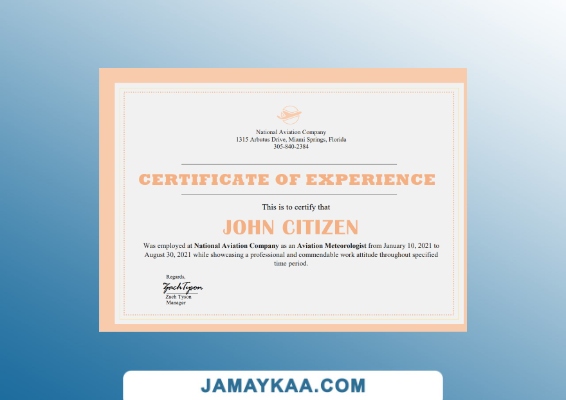 National Aviation Company
1315 Arbutus Drive, Miami Springs, Florida
305-840-2384
CERTIFICATE OF EXPERIENCE
This is to certify that
JOHN CITIZEN
Was employed at National Aviation Company as an Aviation Meteorologist from January 10, 2021 to
August 30, 2021 while showcasing a professional and commendable work attitude throughout specified
time period.
Regards,
Zach Tyson
Zach Tyson
Manager
JAMAYKAA.COM